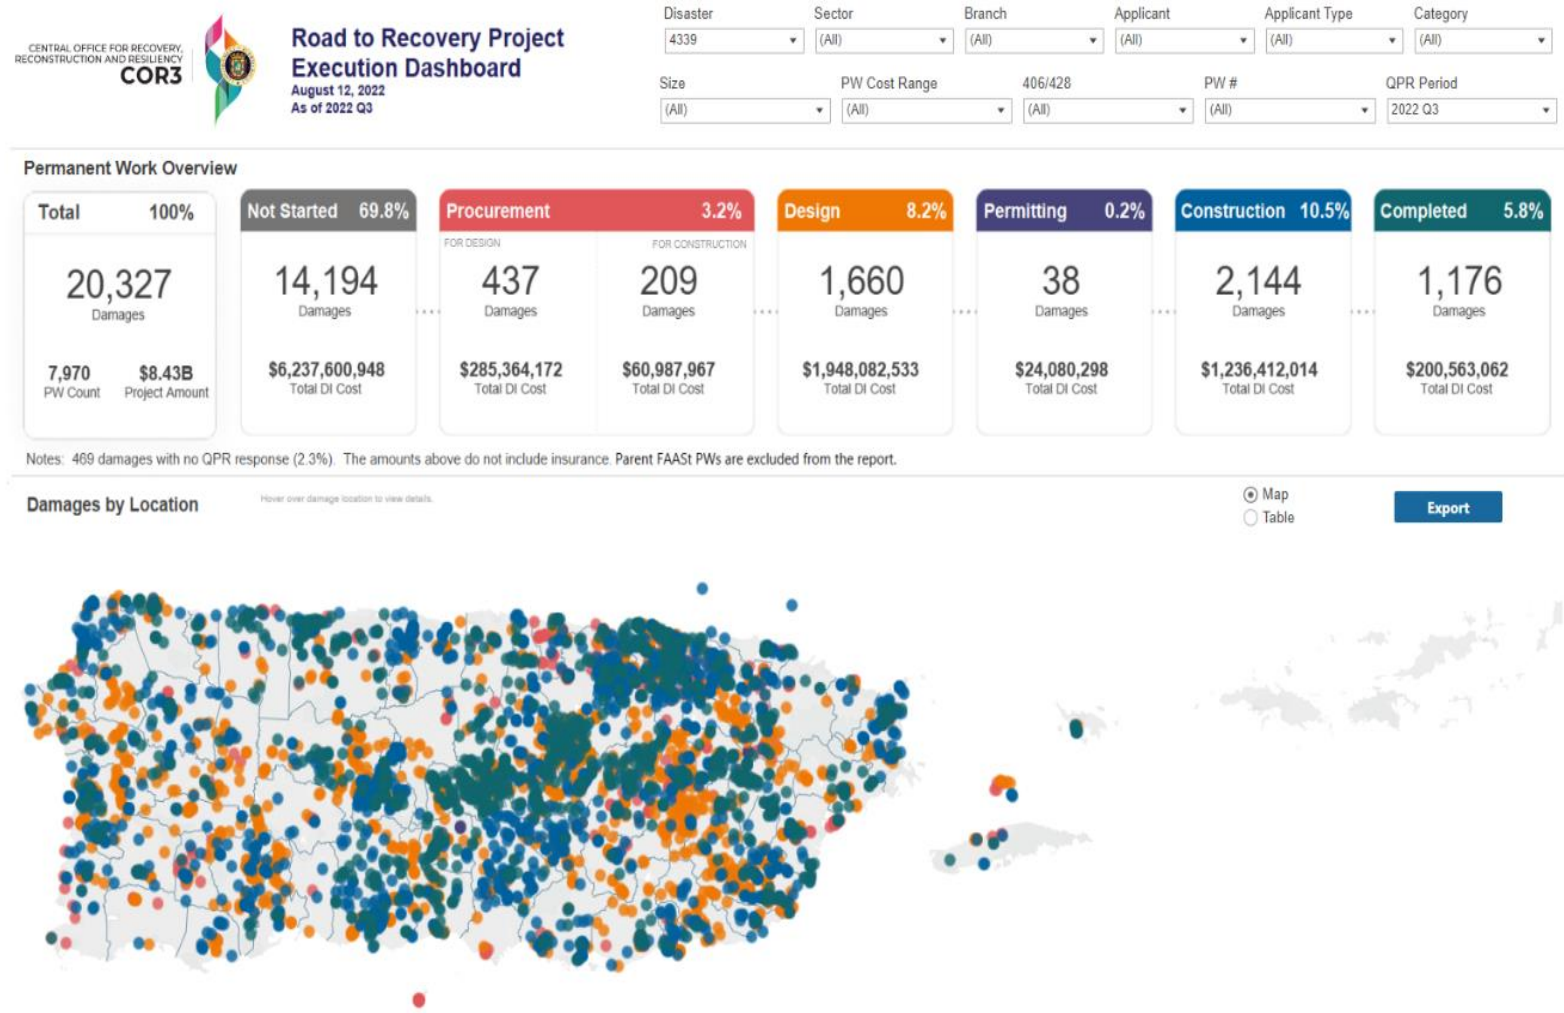 CENTRAL OFFICE FOR RECOVERY,
RECONSTRUCTION AND RESILIENCY
COR3
Road to Recovery Project
Execution Dashboard
August 12, 2022
As of 2022 Q3
Disaster Sector Branch Applicant Applicant Type Category
4339 (All) (All) (All) (All) (All)
Size PW Cost Range 406/428 PW # QPR Period
(All) (All) (All) (All) 2022 Q3
Permanent Work Overview
Total 100% Not Started 69.8% Procurement 3.2% Design 8.2% Permitting 0.2% Construction 10.5% Completed 5.8%
FOR DESIGN FOR CONSTRUCTION
20,327 14,194 437 209 1,660 38 2,144 1,176
Damages Damages Damages Damages Damages Damages Damages Damages
7,970 $8.43B $6,237,600,948 $285,364,172 $60,987,967 $1,948,082,533 $24,080,298 $1,236,412,014 $200,563,062
PW Count Project Amount Total DI Cost Total DI Cost Total DI Cost Total DI Cost Total DI Cost Total DI Cost Total DI Cost
Notes: 469 damages with no QPR response (2.3%). The amounts above do not include insurance. Parent FAASt PWs are excluded from the report.
Damages by Location Hover over damage location to view details.
Map
Table
Export